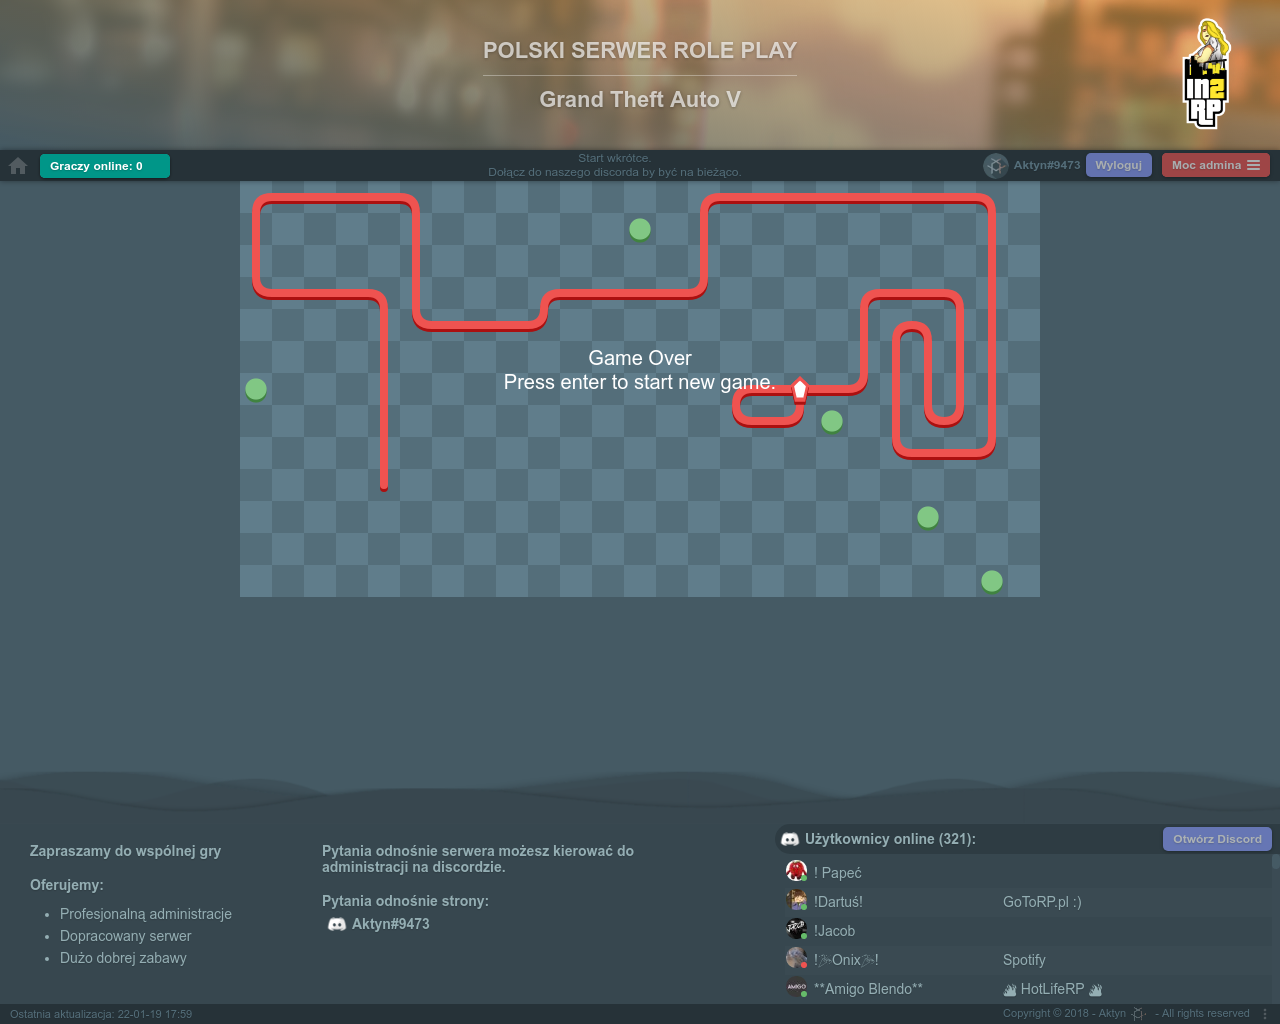 POLSKI SERWER ROLE PLAY
Grand Theft Auto V
IN2
RP
Graczy online: 0
Start wkrótce.
Dołącz do naszego discorda by być na bieżąco.
Aktyn#9473
Wyloguj
Moc admina
Game Over
Press enter to start new game.
Zapraszamy do wspólnej gry
Oferujemy:
Profesjonalną administracje
Dopracowany serwer
Dużo dobrej zabawy
Pytania odnośnie serwera możesz kierować do
administracji na discordzie.
Pytania odnośnie strony:
Aktyn#9473
Użytkownicy online (321):
Otwórz Discord
! Papeć
!Dartuś! GoToRP.pl :)
!Jacob
!🌫Onix🌫! Spotify
**Amigo Blendo** HotLifeRP
Ostatnia aktualizacja: 22-01-19 17:59
Copyright © 2018 - Aktyn - All rights reserved